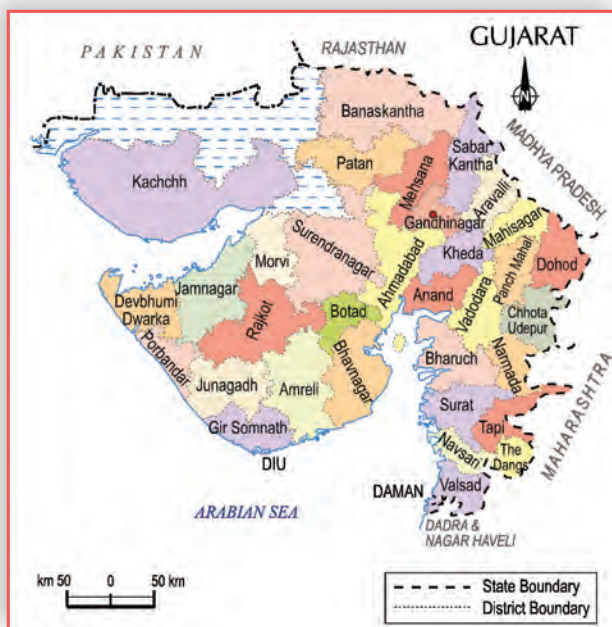 GUJARAT
PAKISTAN
RAJASTHAN
N
MADHYA PRADESH
Banaskantha
Sabar
Kantha
Patan
Mehsana
Kachchh
Aravalli
Gandhinagar
Mahisagar
Surendranagar
Ahmadabad
Kheda
Panch Mahal
Dohod
Morvi
Jamnagar
Anand
Vadodara
Chhota
Udepur
Devbhumi
Dwarka
Rajkot
Botad
Bharuch
Narmada
Porbandar
Bhavnagar
Junagadh
Amreli
Surat
MAHARASHTRA
Tapi
Gir Somnath
Navsari
The
Dangs
DIU
Valsad
DAMAN
ARABIAN SEA
DADRA &
NAGAR HAVELI
km 50 0 50 km
State Boundary
District Boundary